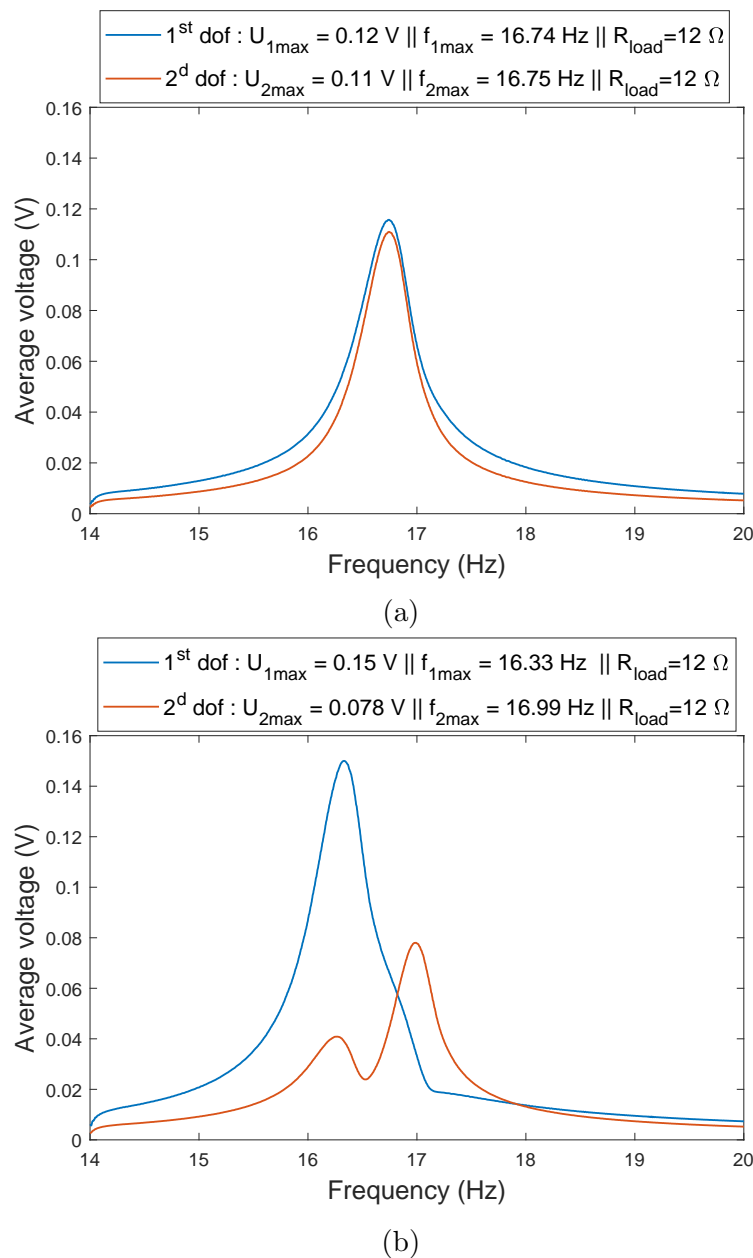 1st dof : U1max = 0.12 V || f1max = 16.74 Hz || Rload=12 Ω
2d dof : U2max = 0.11 V || f2max = 16.75 Hz || Rload=12 Ω
0.16
0.14
0.12
0.1
0.08
0.06
0.04
0.02
0
Average voltage (V)
14 15 16 17 18 19 20
Frequency (Hz)
(a)
1st dof : U1max = 0.15 V || f1max = 16.33 Hz || Rload=12 Ω
2d dof : U2max = 0.078 V || f2max = 16.99 Hz || Rload=12 Ω
0.16
0.14
0.12
0.1
0.08
0.06
0.04
0.02
0
Average voltage (V)
14 15 16 17 18 19 20
Frequency (Hz)
(b)